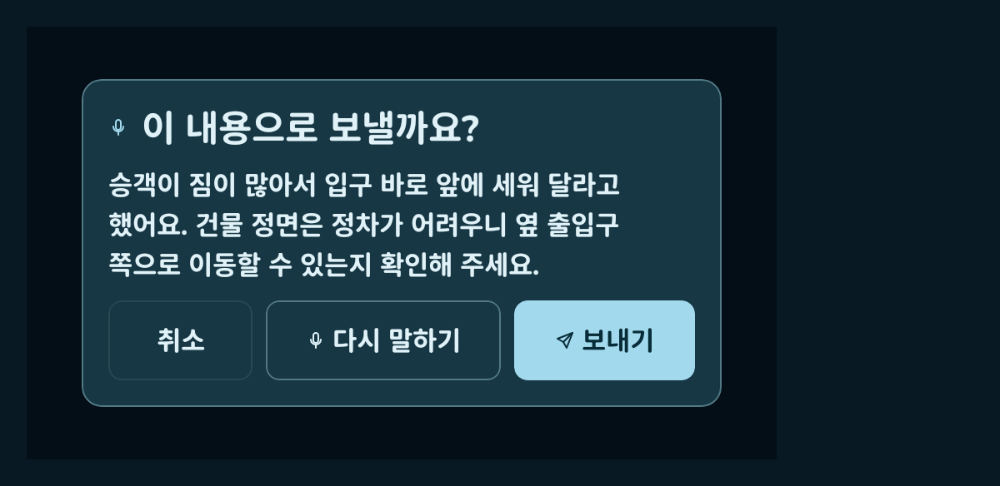 이 내용으로 보낼까요?
승객이 짐이 많아서 입구 바로 앞에 세워 달라고
했어요. 건물 정면은 정차가 어려우니 옆 출입구
쪽으로 이동할 수 있는지 확인해 주세요.
취소 다시 말하기 보내기